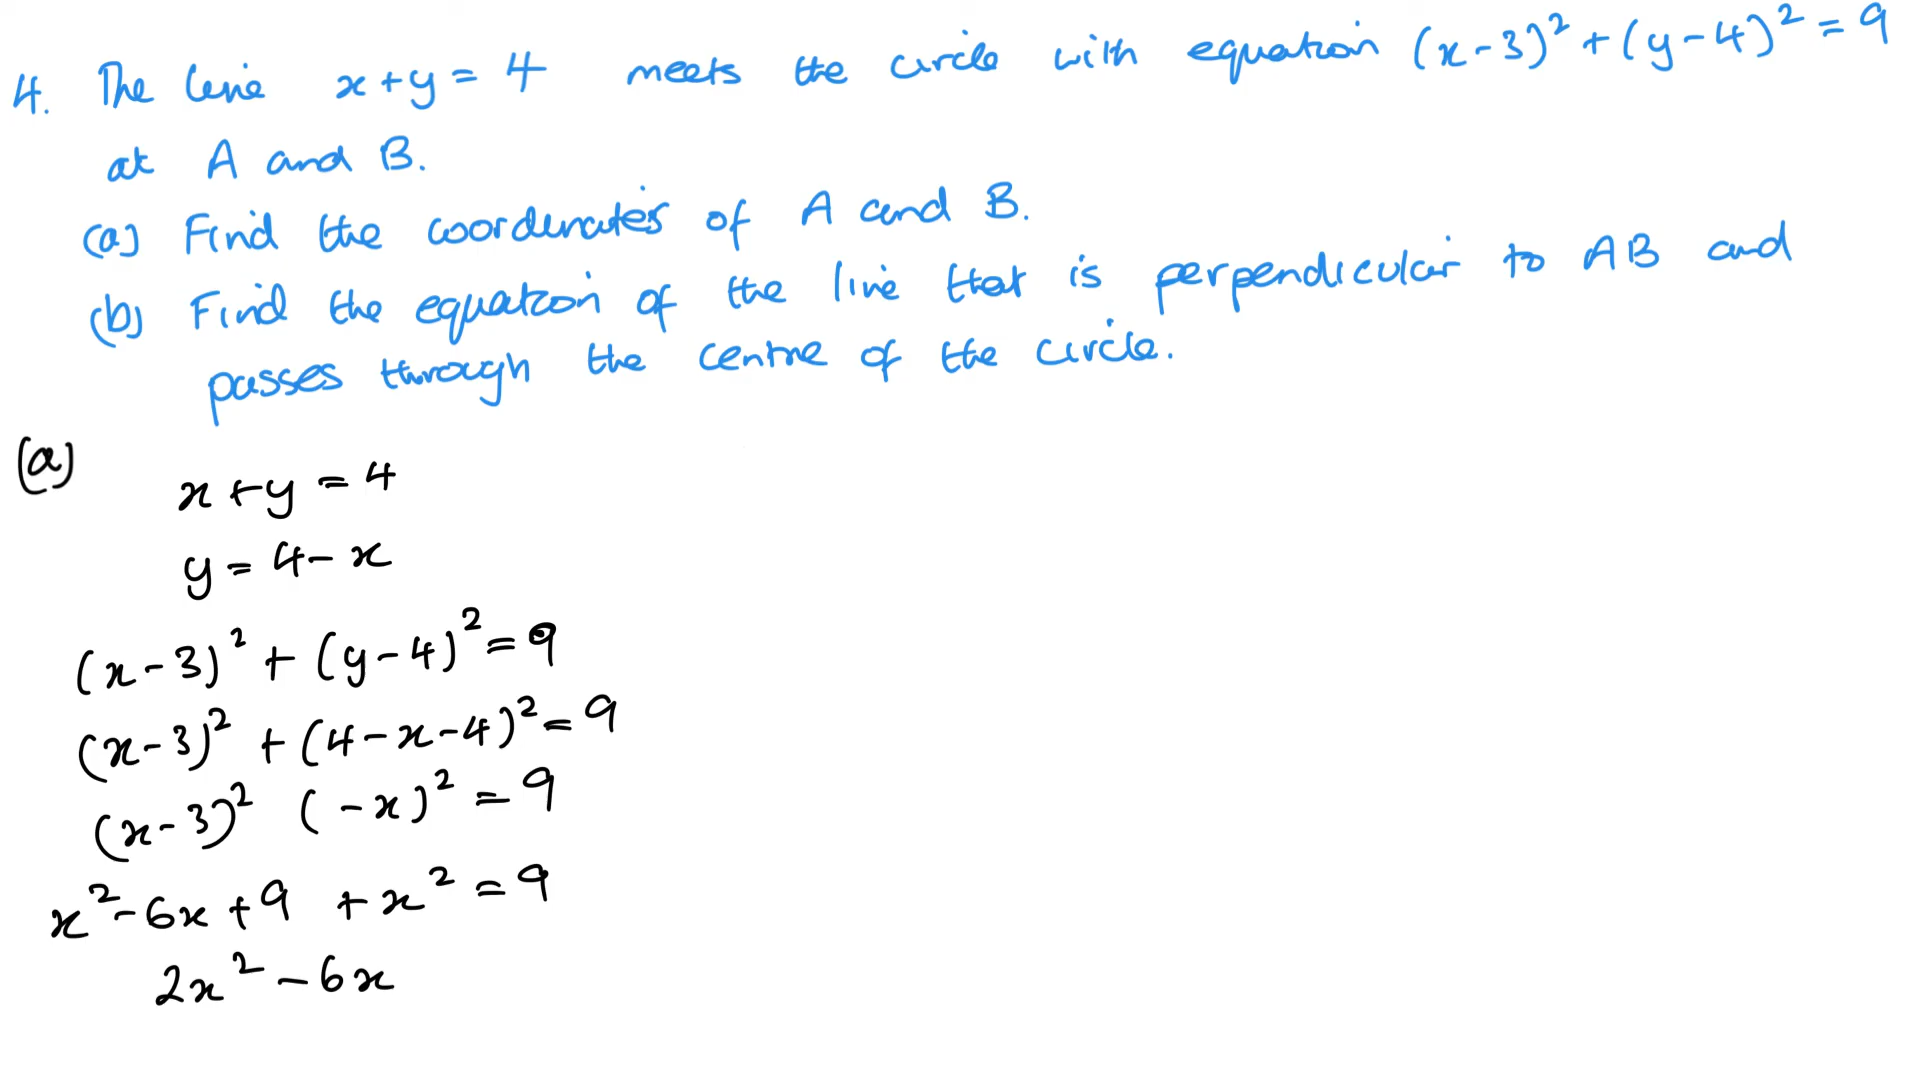 4. The line x + y = 4 meets the circle with equation (x-3)² + (y-4)² = 9
at A and B.
(a) Find the coordinates of A and B.
(b) Find the equation of the line that is perpendicular to AB and
passes through the centre of the circle.
(a)
x + y = 4
y = 4 - x
(x-3)² + (y-4)² = 9
(x-3)² + (4-x-4)² = 9
(x-3)² (-x)² = 9
x² - 6x + 9 + x² = 9
2x² - 6x